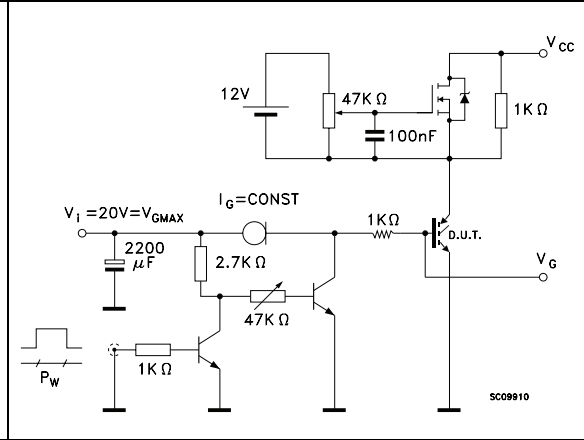 V CC
12V
47K Ω
1K Ω
100nF
I G =CONST
V i =20V=V GMAX
1K Ω
D.U.T.
2200
μF
2.7K Ω
V G
47K Ω
1K Ω
P W
SC09910